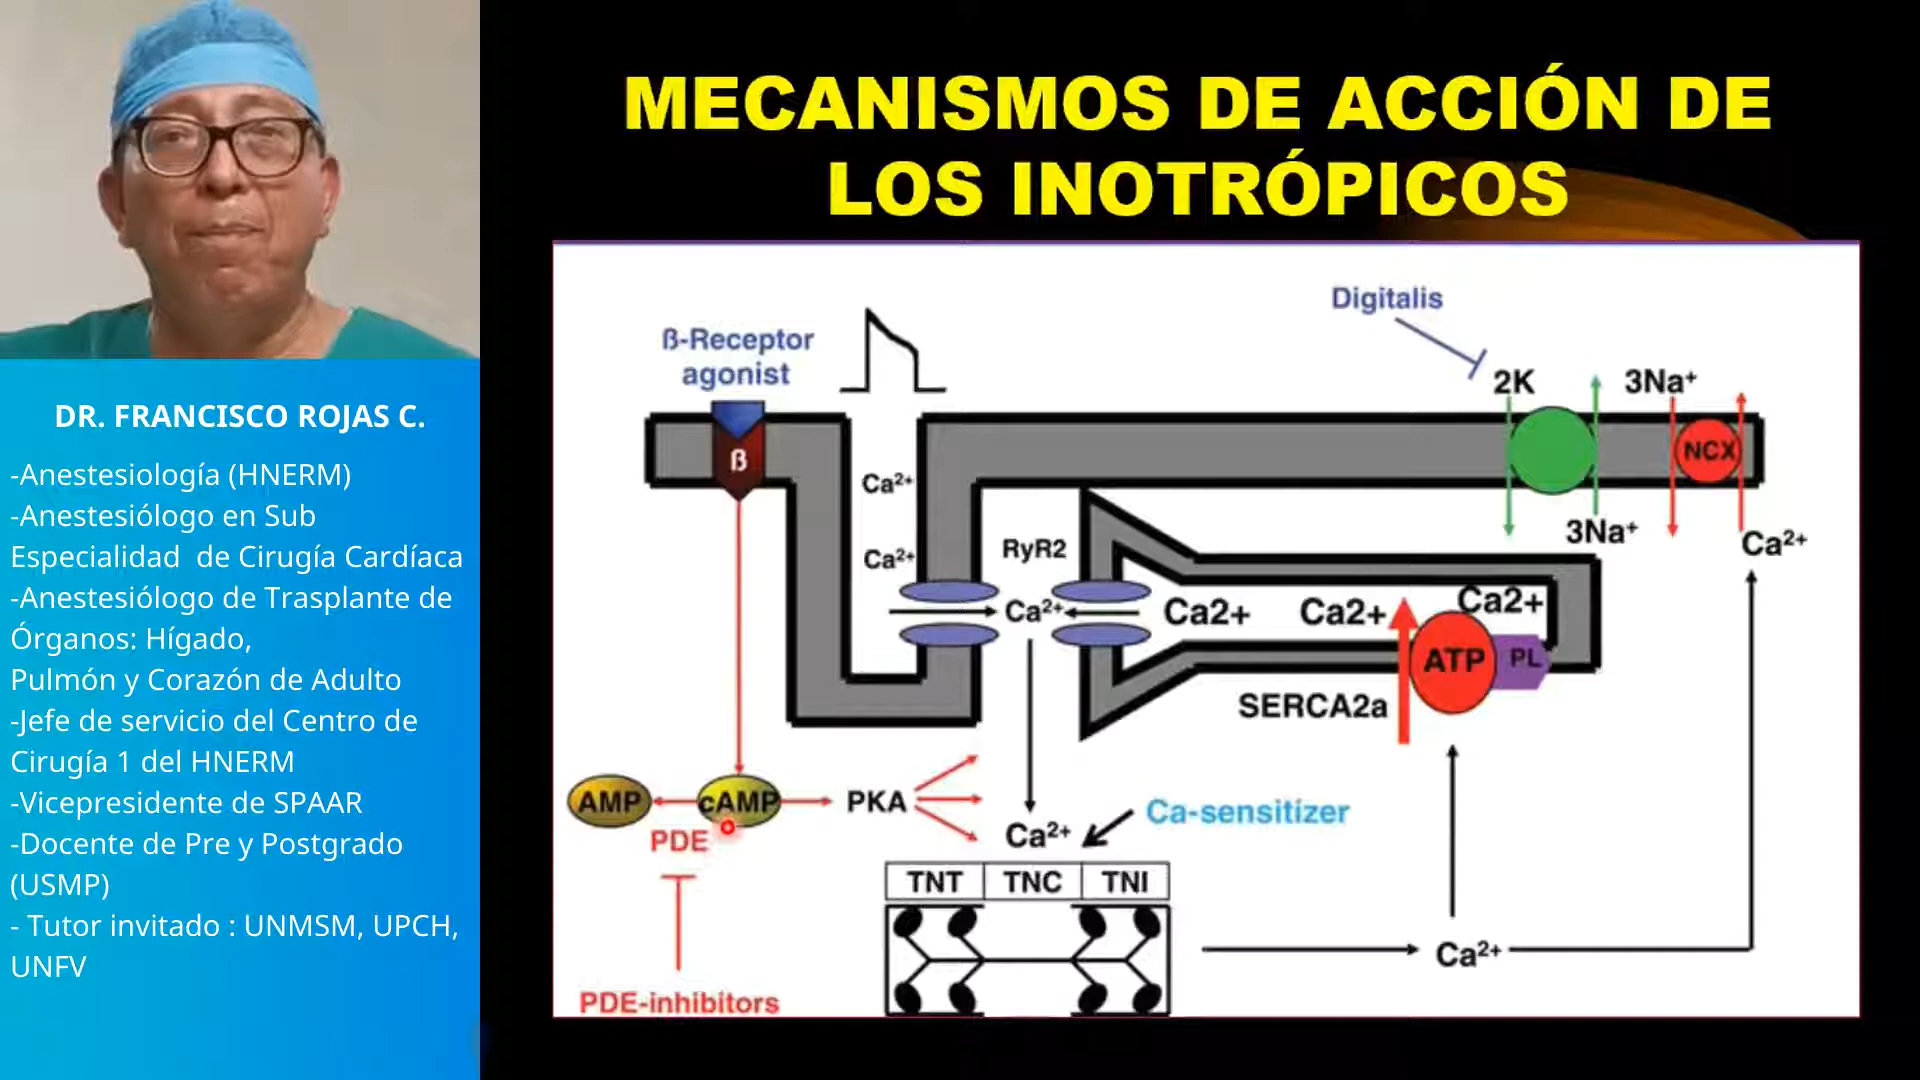 MECANISMOS DE ACCIÓN DE
LOS INOTRÓPICOS
DR. FRANCISCO ROJAS C.
-Anestesiología (HNERM)
-Anestesiólogo en Sub
Especialidad de Cirugía Cardíaca
-Anestesiólogo de Trasplante de
Órganos: Hígado,
Pulmón y Corazón de Adulto
-Jefe de servicio del Centro de
Cirugía 1 del HNERM
-Vicepresidente de SPAAR
-Docente de Pre y Postgrado
(USMP)
- Tutor invitado : UNMSM, UPCH,
UNFV
Digitalis
ß-Receptor
agonist
2K
3Na⁺
ß
NCX
Ca²⁺
3Na⁺
Ca²⁺
Ca²⁺
RyR2
Ca²⁺
Ca2+
Ca2+
Ca2+
ATP
PL
SERCA2a
AMP
cAMP
PKA
PDE
Ca²⁺
Ca-sensitizer
TNT
TNC
TNI
Ca²⁺
PDE-inhibitors